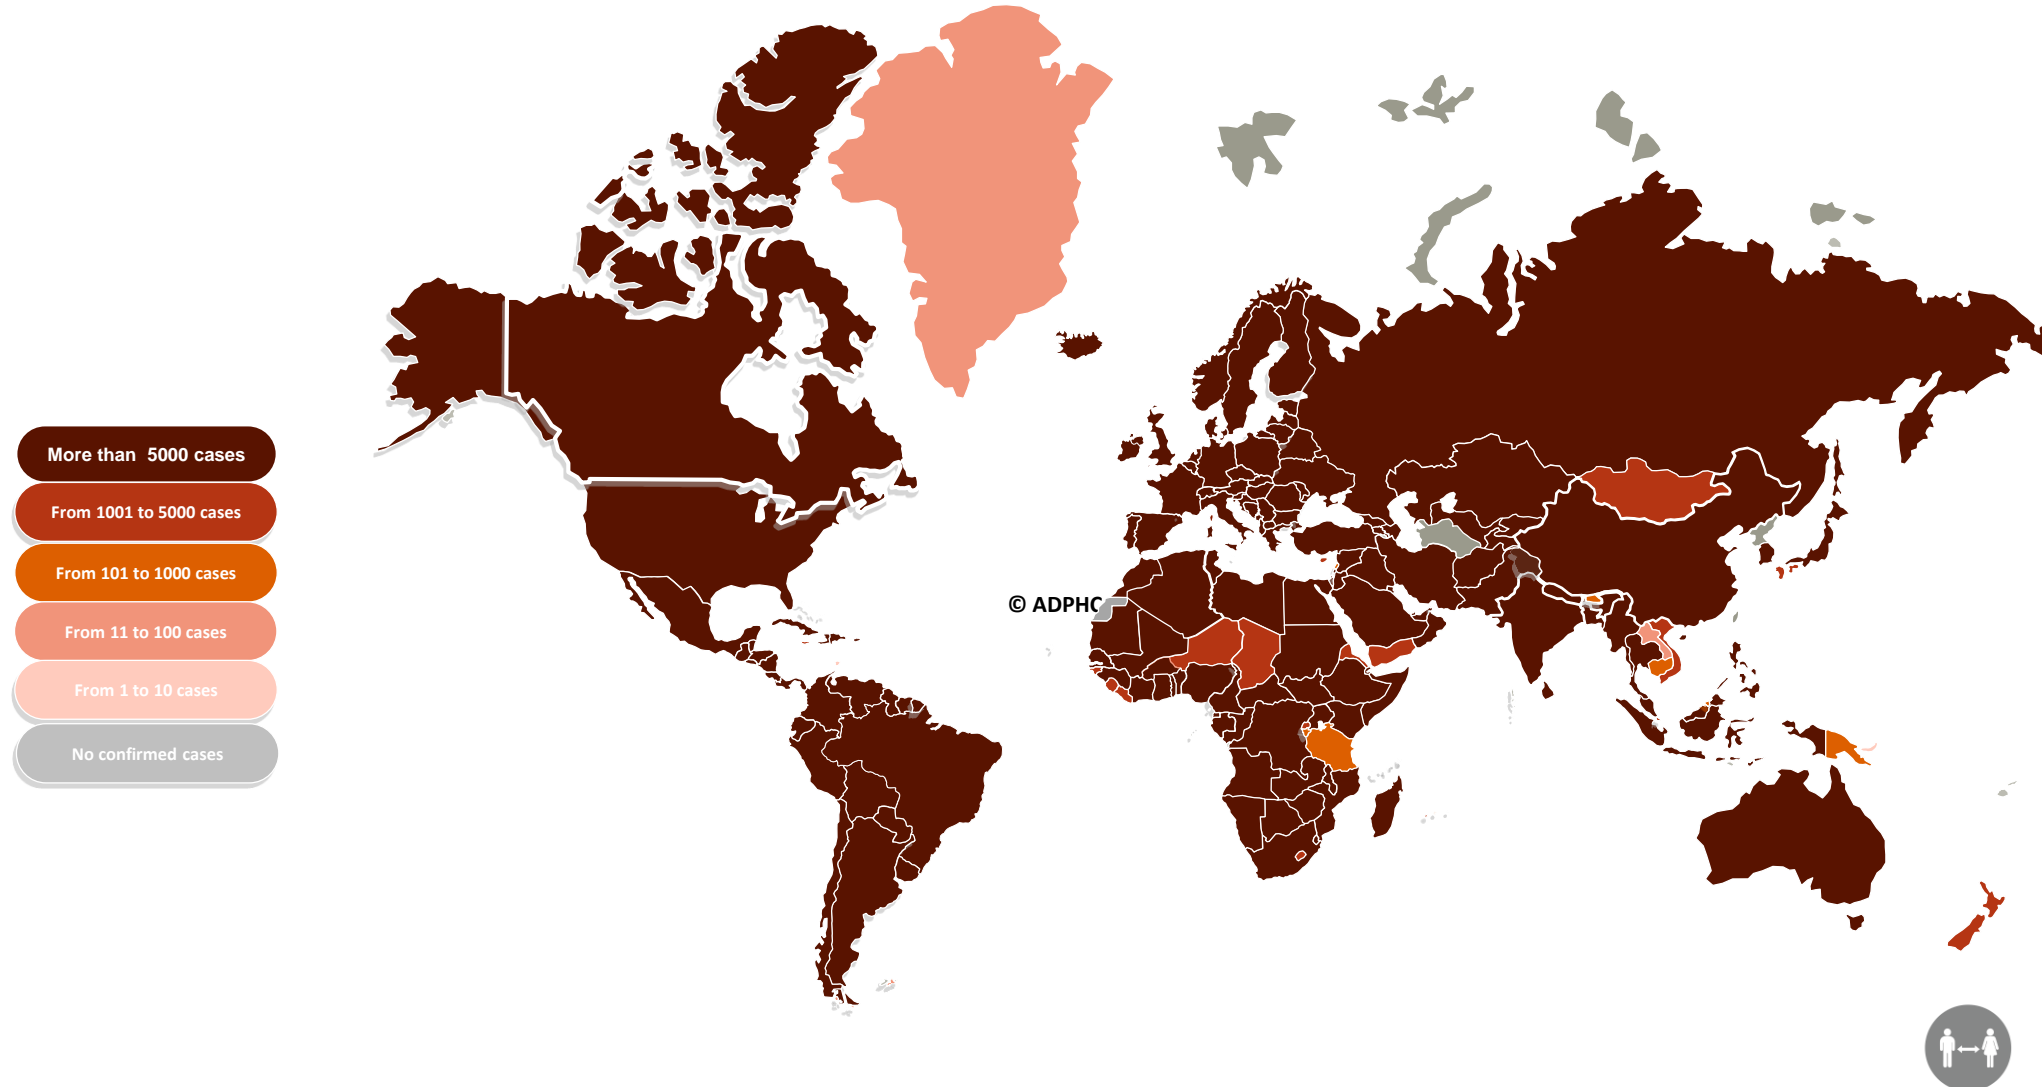 More than 5000 cases
From 1001 to 5000 cases
From 101 to 1000 cases
From 11 to 100 cases
From 1 to 10 cases
No confirmed cases
© ADPHC